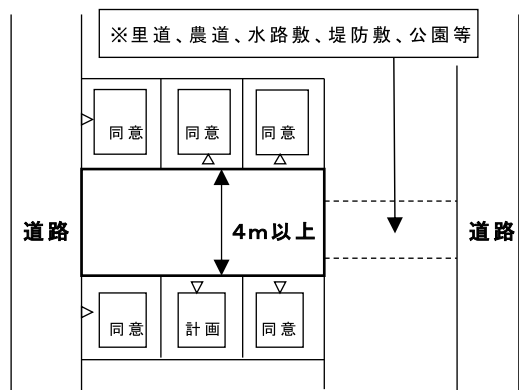 ※里道、農道、水路敷、堤防敷、公園等
同意
同意
同意
道路
4m以上
道路
同意
計画
同意